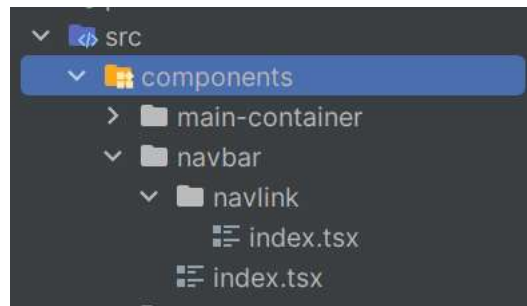 src
components
main-container
navbar
navlink
index.tsx
index.tsx